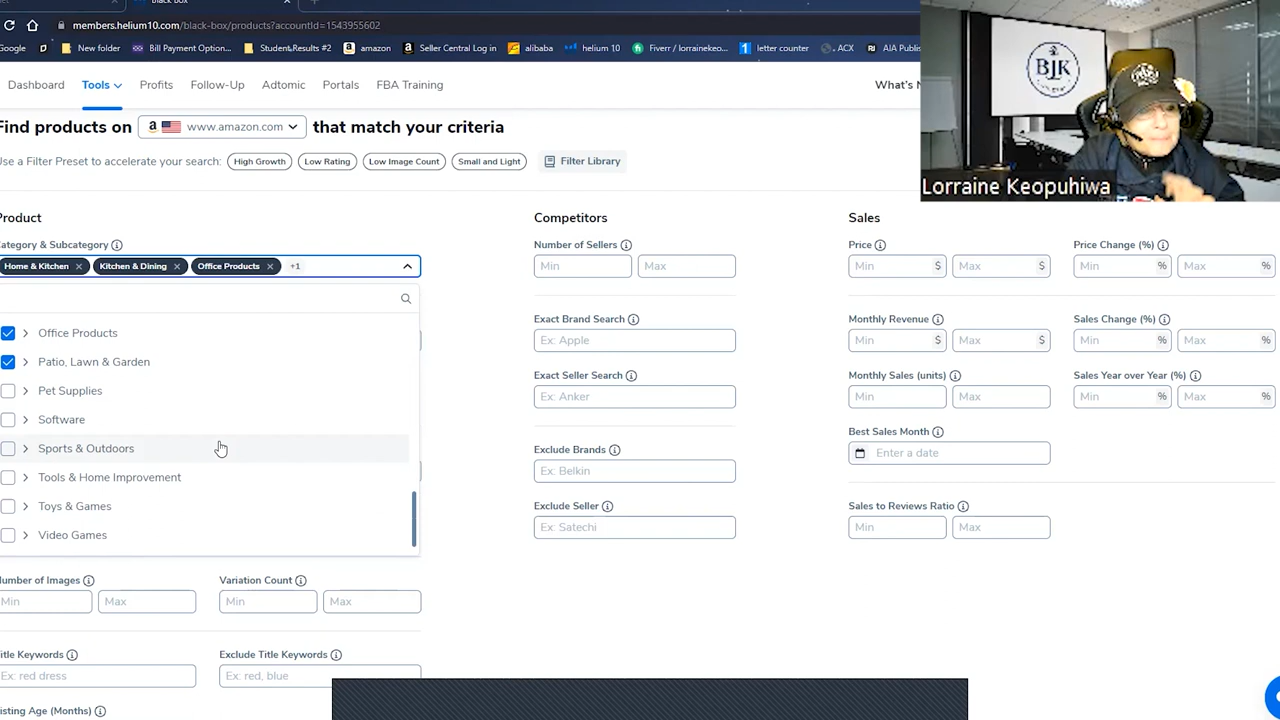 Black Box
members.helium10.com/black-box/products?accountId=1543955602
Google
New folder
Bill Payment Option...
Student Results #2
amazon
Seller Central Log in
alibaba
helium 10
Fiverr / lorrainekeo...
letter counter
ACX
AIA Publis
Dashboard
Tools
Profits
Follow-Up
Adtomic
Portals
FBA Training
What's N
BJK
Lorraine Keopuhiwa
Find products on
www.amazon.com
that match your criteria
Use a Filter Preset to accelerate your search:
High Growth
Low Rating
Low Image Count
Small and Light
Filter Library
Product
Category & Subcategory
Home & Kitchen ×
Kitchen & Dining ×
Office Products ×
+1
Office Products
Patio, Lawn & Garden
Pet Supplies
Software
Sports & Outdoors
Tools & Home Improvement
Toys & Games
Video Games
Number of Images
Min
Max
Variation Count
Min
Max
Title Keywords
Ex: red dress
Exclude Title Keywords
Ex: red, blue
Listing Age (Months)
Competitors
Number of Sellers
Min
Max
Exact Brand Search
Ex: Apple
Exact Seller Search
Ex: Anker
Exclude Brands
Ex: Belkin
Exclude Seller
Ex: Satechi
Sales
Price
Min $
Max $
Price Change (%)
Min %
Max %
Monthly Revenue
Min $
Max $
Sales Change (%)
Min %
Max %
Monthly Sales (units)
Min
Max
Sales Year over Year (%)
Min %
Max %
Best Sales Month
Enter a date
Sales to Reviews Ratio
Min
Max